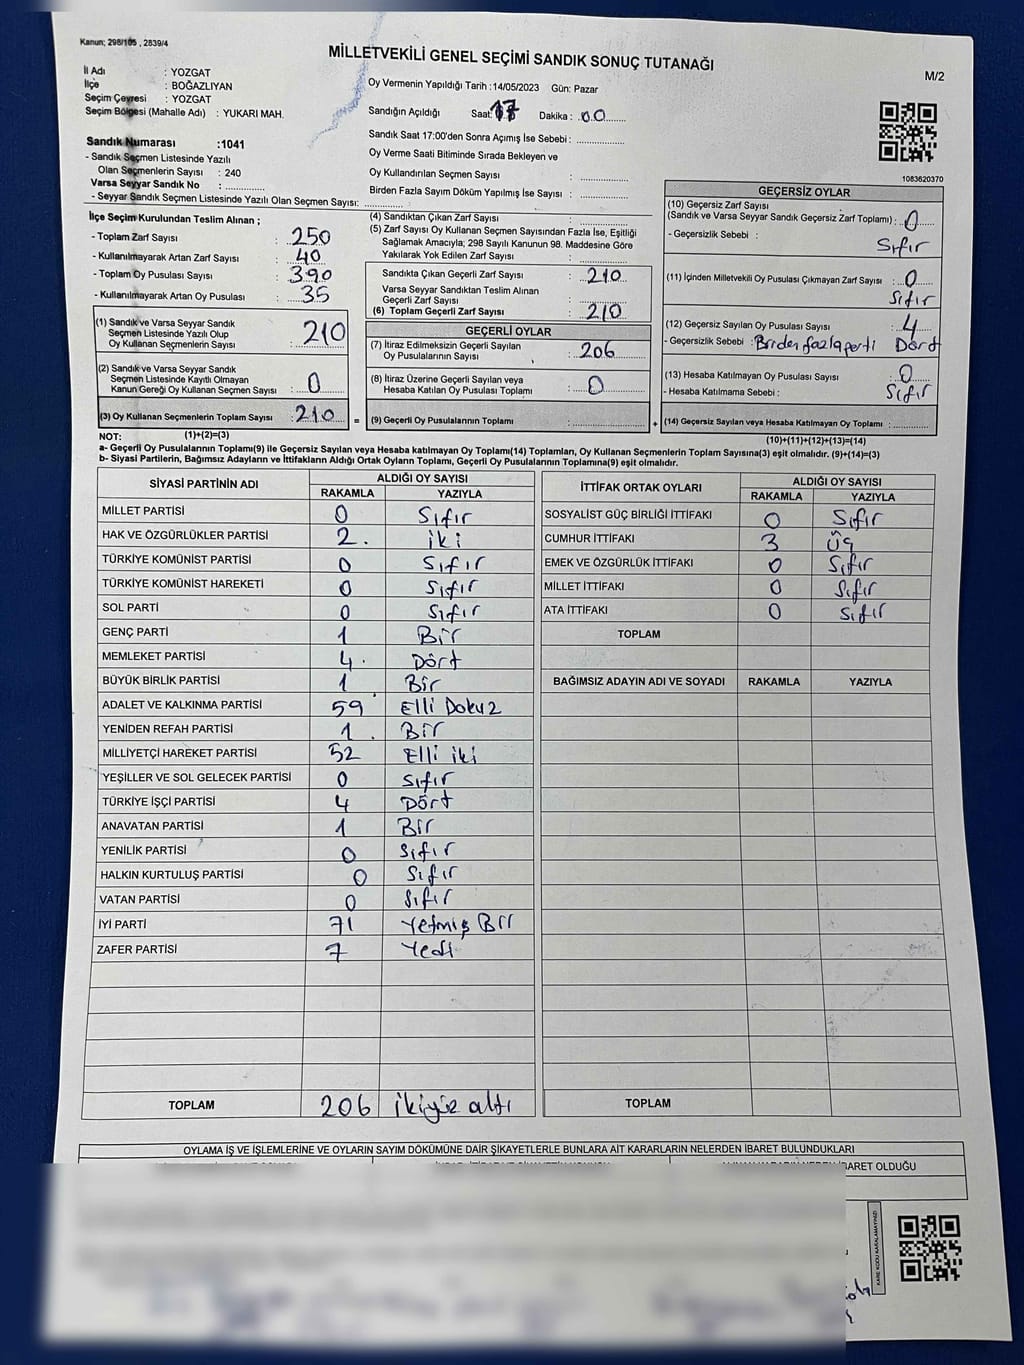 Kanun; 298/105 , 2839/4
MİLLETVEKİLİ GENEL SEÇİMİ SANDIK SONUÇ TUTANAĞI
M/2
İl Adı : YOZGAT
İlçe : BOĞAZLIYAN
Seçim Çevresi : YOZGAT
Seçim Bölgesi (Mahalle Adı) : YUKARI MAH.
Oy Vermenin Yapıldığı Tarih :14/05/2023 Gün: Pazar
Sandığın Açıldığı Saat: 17 Dakika : 00
Sandık Saat 17:00'den Sonra Açımış İse Sebebi :
Oy Verme Saati Bitiminde Sırada Bekleyen ve
Oy Kullandırılan Seçmen Sayısı :
Birden Fazla Sayım Döküm Yapılmış İse Sayısı :
Sandık Numarası :1041
- Sandık Seçmen Listesinde Yazılı
Olan Seçmenlerin Sayısı : 240
Varsa Seyyar Sandık No :
- Seyyar Sandık Seçmen Listesinde Yazılı Olan Seçmen Sayısı:
1083620370
İlçe Seçim Kurulundan Teslim Alınan ;
- Toplam Zarf Sayısı : 250
- Kullanılmayarak Artan Zarf Sayısı : 40
- Toplam Oy Pusulası Sayısı : 390
- Kullanılmayarak Artan Oy Pusulası : 35
(1) Sandık ve Varsa Seyyar Sandık
Seçmen Listesinde Yazılı Olup
Oy Kullanan Seçmenlerin Sayısı : 210
(2) Sandık ve Varsa Seyyar Sandık
Seçmen Listesinde Kayıtlı Olmayan
Kanun Gereği Oy Kullanan Seçmen Sayısı : 0
(3) Oy Kullanan Seçmenlerin Toplam Sayısı : 210
(1)+(2)=(3)
(4) Sandıktan Çıkan Zarf Sayısı :
(5) Zarf Sayısı Oy Kullanan Seçmen Sayısından Fazla İse, Eşitliği
Sağlamak Amacıyla; 298 Sayılı Kanunun 98. Maddesine Göre
Yakılarak Yok Edilen Zarf Sayısı :
Sandıkta Çıkan Geçerli Zarf Sayısı : 210
Varsa Seyyar Sandıktan Teslim Alınan
Geçerli Zarf Sayısı :
(6) Toplam Geçerli Zarf Sayısı : 210
GEÇERLİ OYLAR
(7) İtiraz Edilmeksizin Geçerli Sayılan
Oy Pusulalarının Sayısı : 206
(8) İtiraz Üzerine Geçerli Sayılan veya
Hesaba Katılan Oy Pusulası Toplamı : 0
= (9) Geçerli Oy Pusulalarının Toplamı :
GEÇERSİZ OYLAR
(10) Geçersiz Zarf Sayısı
(Sandık ve Varsa Seyyar Sandık Geçersiz Zarf Toplamı) : 0
- Geçersizlik Sebebi : Sıfır
(11) İçinden Milletvekili Oy Pusulası Çıkmayan Zarf Sayısı : 0
Sıfır
(12) Geçersiz Sayılan Oy Pusulası Sayısı : 4
- Geçersizlik Sebebi : Briden fazla parti Dört
(13) Hesaba Katılmayan Oy Pusulası Sayısı : 0
- Hesaba Katılmama Sebebi : Sıfır
+ (14) Geçersiz Sayılan veya Hesaba Katılmayan Oy Toplamı :
(10)+(11)+(12)+(13)=(14)
NOT:
a- Geçerli Oy Pusulalarının Toplamı(9) ile Geçersiz Sayılan veya Hesaba katılmayan Oy Toplamı(14) Toplamları, Oy Kullanan Seçmenlerin Toplam Sayısına(3) eşit olmalıdır. (9)+(14)=(3)
b- Siyasi Partilerin, Bağımsız Adayların ve İttifakların Aldığı Ortak Oyların Toplamı, Geçerli Oy Pusulalarının Toplamına(9) eşit olmalıdır.
SİYASİ PARTİNİN ADI ALDIĞI OY SAYISI
RAKAMLA YAZIYLA
MİLLET PARTİSİ 0 Sıfır
HAK VE ÖZGÜRLÜKLER PARTİSİ 2. iki
TÜRKİYE KOMÜNİST PARTİSİ 0 Sıfır
TÜRKİYE KOMÜNİST HAREKETİ 0 Sıfır
SOL PARTİ 0 Sıfır
GENÇ PARTİ 1 Bir
MEMLEKET PARTİSİ 4. Dört
BÜYÜK BİRLİK PARTİSİ 1 Bir
ADALET VE KALKINMA PARTİSİ 59 Elli Dokuz
YENİDEN REFAH PARTİSİ 1. Bir
MİLLİYETÇİ HAREKET PARTİSİ 52 Elli iki
YEŞİLLER VE SOL GELECEK PARTİSİ 0 Sıfır
TÜRKİYE İŞÇİ PARTİSİ 4 Dört
ANAVATAN PARTİSİ 1 Bir
YENİLİK PARTİSİ 0 Sıfır
HALKIN KURTULUŞ PARTİSİ 0 Sıfır
VATAN PARTİSİ 0 Sıfır
İYİ PARTİ 71 Yetmiş Bir
ZAFER PARTİSİ 7 Yedi
TOPLAM 206 ikiyüz altı
İTTİFAK ORTAK OYLARI ALDIĞI OY SAYISI
RAKAMLA YAZIYLA
SOSYALİST GÜÇ BİRLİĞİ İTTİFAKI 0 Sıfır
CUMHUR İTTİFAKI 3 Üç
EMEK VE ÖZGÜRLÜK İTTİFAKI 0 Sıfır
MİLLET İTTİFAKI 0 Sıfır
ATA İTTİFAKI 0 Sıfır
TOPLAM
BAĞIMSIZ ADAYIN ADI VE SOYADI RAKAMLA YAZIYLA
TOPLAM
OYLAMA İŞ VE İŞLEMLERİNE VE OYLARIN SAYIM DÖKÜMÜNE DAİR ŞİKAYETLERLE BUNLARA AİT KARARLARIN NELERDEN İBARET BULUNDUKLARI
İBARET OLDUĞU
KARE KODU KARALAMAYINIZ!